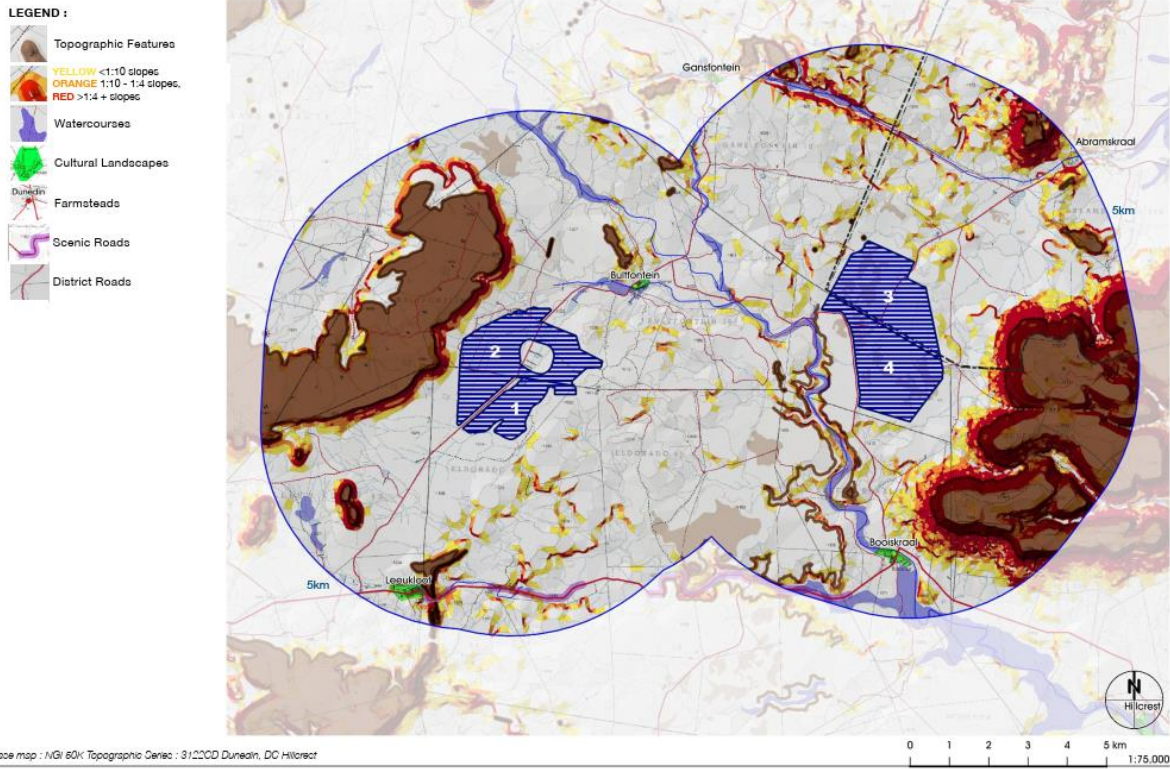 LEGEND :
Topographic Features
YELLOW <1:10 slopes
ORANGE 1:10 - 1:4 slopes,
RED >1:4 + slopes
Watercourses
Cultural Landscapes
Dunedin
Farmsteads
Scenic Roads
District Roads
Gansfontein
Abramskraal
5km
Bultfontein
3
2
4
1
ELDORADO
ELDORADO
Booiskraal
Leeukloof
5km
N
Hillcrest
ase map : NGI 50K Topographic Series : 3122CD Dunedin, DC Hillcrest
0 1 2 3 4 5 km
1:75,000